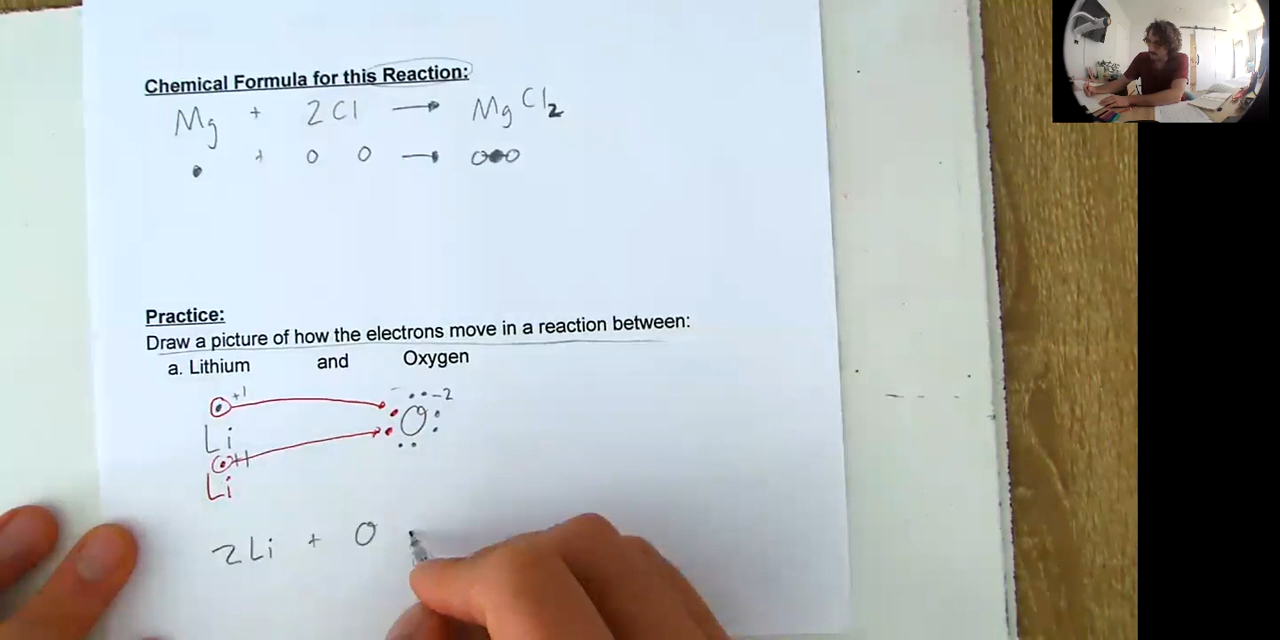 Chemical Formula for this Reaction:
Mg + 2Cl → MgCl₂
+ →
Practice:
Draw a picture of how the electrons move in a reaction between:
a. Lithium and Oxygen
+1 -2
Li O
+1
Li
2Li + O